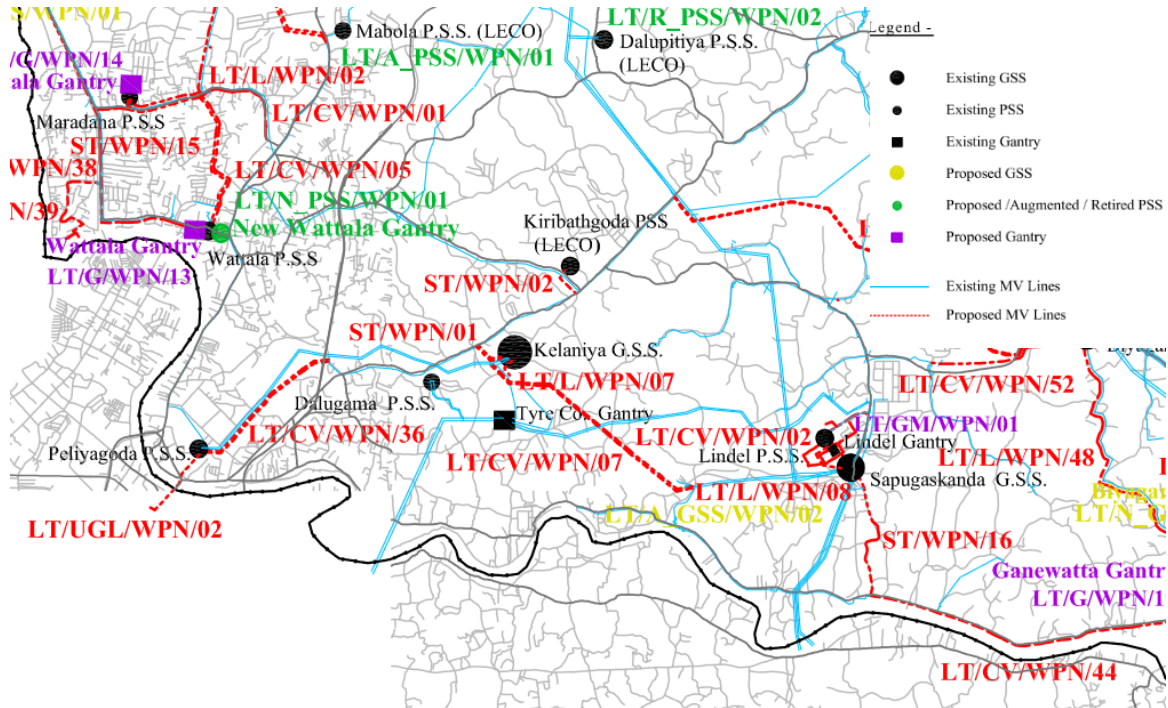 S/WPN/01
Mabola P.S.S. (LECO)
LT/A_PSS/WPN/01
LT/R_PSS/WPN/02
Dalupitiya P.S.S.
(LECO)
Legend -
/G/WPN/14
ala Gantry
LT/L/WPN/02
LT/CV/WPN/01
Maradana P.S.S
ST/WPN/15
WPN/38
LT/CV/WPN/05
N/39
LT/N_PSS/WPN/01
New Wattala Gantry
Wattala Gantry
Wattala P.S.S
LT/G/WPN/13
Kiribathgoda PSS
(LECO)
ST/WPN/02
Existing GSS
Existing PSS
Existing Gantry
Proposed GSS
Proposed /Augmented / Retired PSS
Proposed Gantry
Existing MV Lines
Proposed MV Lines
ST/WPN/01
Kelaniya G.S.S.
LT/L/WPN/07
Dalugama P.S.S.
Tyre Co., Gantry
LT/CV/WPN/36
Peliyagoda P.S.S.
LT/CV/WPN/07
LT/UGL/WPN/02
LT/CV/WPN/52
LT/GM/WPN/01
LT/CV/WPN/02
Lindel Gantry
Lindel P.S.S.
LT/L/WPN/48
LT/L/WPN/08
Sapugaskanda G.S.S.
LT/A_GSS/WPN/02
Biyagam
LT/N_G
ST/WPN/16
Ganewatta Gantr
LT/G/WPN/1
LT/CV/WPN/44